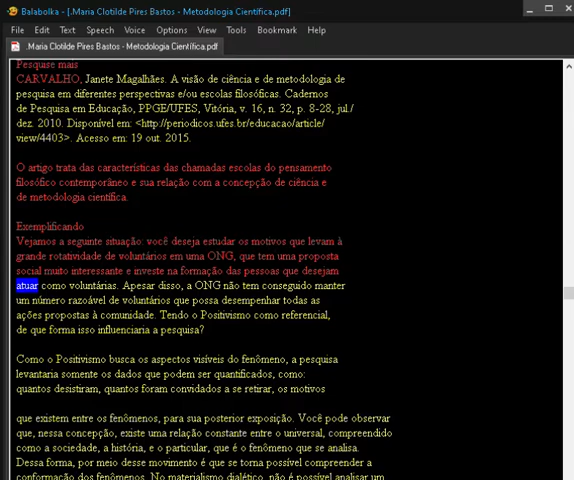 Balabolka - [.Maria Clotilde Pires Bastos - Metodologia Científica.pdf]
File Edit Text Speech Voice Options Tools View Bookmark Help
.Maria Clotilde Pires Bastos - Metodologia Científica.pdf
Pesquise mais
CARVALHO, Janete Magalhães. A visão de ciência e de metodologia de
pesquisa em diferentes perspectivas e/ou escolas filosóficas. Cadernos
de Pesquisa em Educação, PPGE/UFES, Vitória, v. 16, n. 32, p. 8-28, jul./
dez. 2010. Disponível em: <http://periodicos.ufes.br/educacao/article/
view/4403>. Acesso em: 19 out. 2015.
O artigo trata das características das chamadas escolas do pensamento
filosófico contemporâneo e sua relação com a concepção de ciência e
de metodologia científica.
Exemplificando
Vejamos a seguinte situação: você deseja estudar os motivos que levam à
grande rotatividade de voluntários em uma ONG, que tem uma proposta
social muito interessante e investe na formação das pessoas que desejam
atuar como voluntárias. Apesar disso, a ONG não tem conseguido manter
um número razoável de voluntários que possa desempenhar todas as
ações propostas à comunidade. Tendo o Positivismo como referencial,
de que forma isso influenciaria a pesquisa?
Como o Positivismo busca os aspectos visíveis do fenômeno, a pesquisa
levantaria somente os dados que podem ser quantificados, como:
quantos desistiram, quantos foram convidados a se retirar, os motivos
que existem entre os fenômenos, para sua posterior exposição. Você pode observar
que, nessa concepção, existe uma relação constante entre o universal, compreendido
como a sociedade, a história, e o particular, que é o fenômeno que se analisa.
Dessa forma, por meio desse movimento é que se torna possível compreender a
conformação dos fenômenos. No materialismo dialético, não é possível analisar um